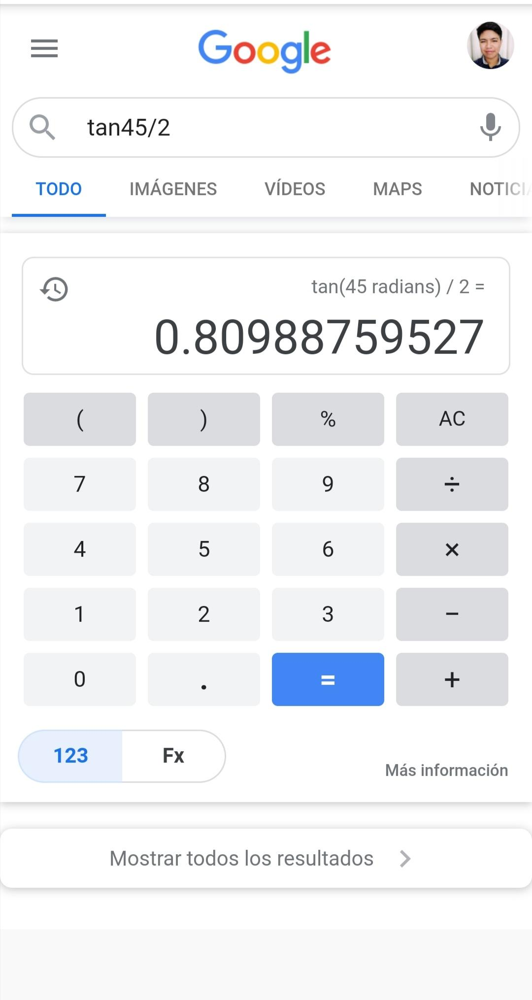 Google
tan45/2
TODO IMÁGENES VÍDEOS MAPS NOTICI
tan(45 radians) / 2 =
0.80988759527
( ) % AC
7 8 9 ÷
4 5 6 ×
1 2 3 −
0 . = +
123 Fx
Más información
Mostrar todos los resultados